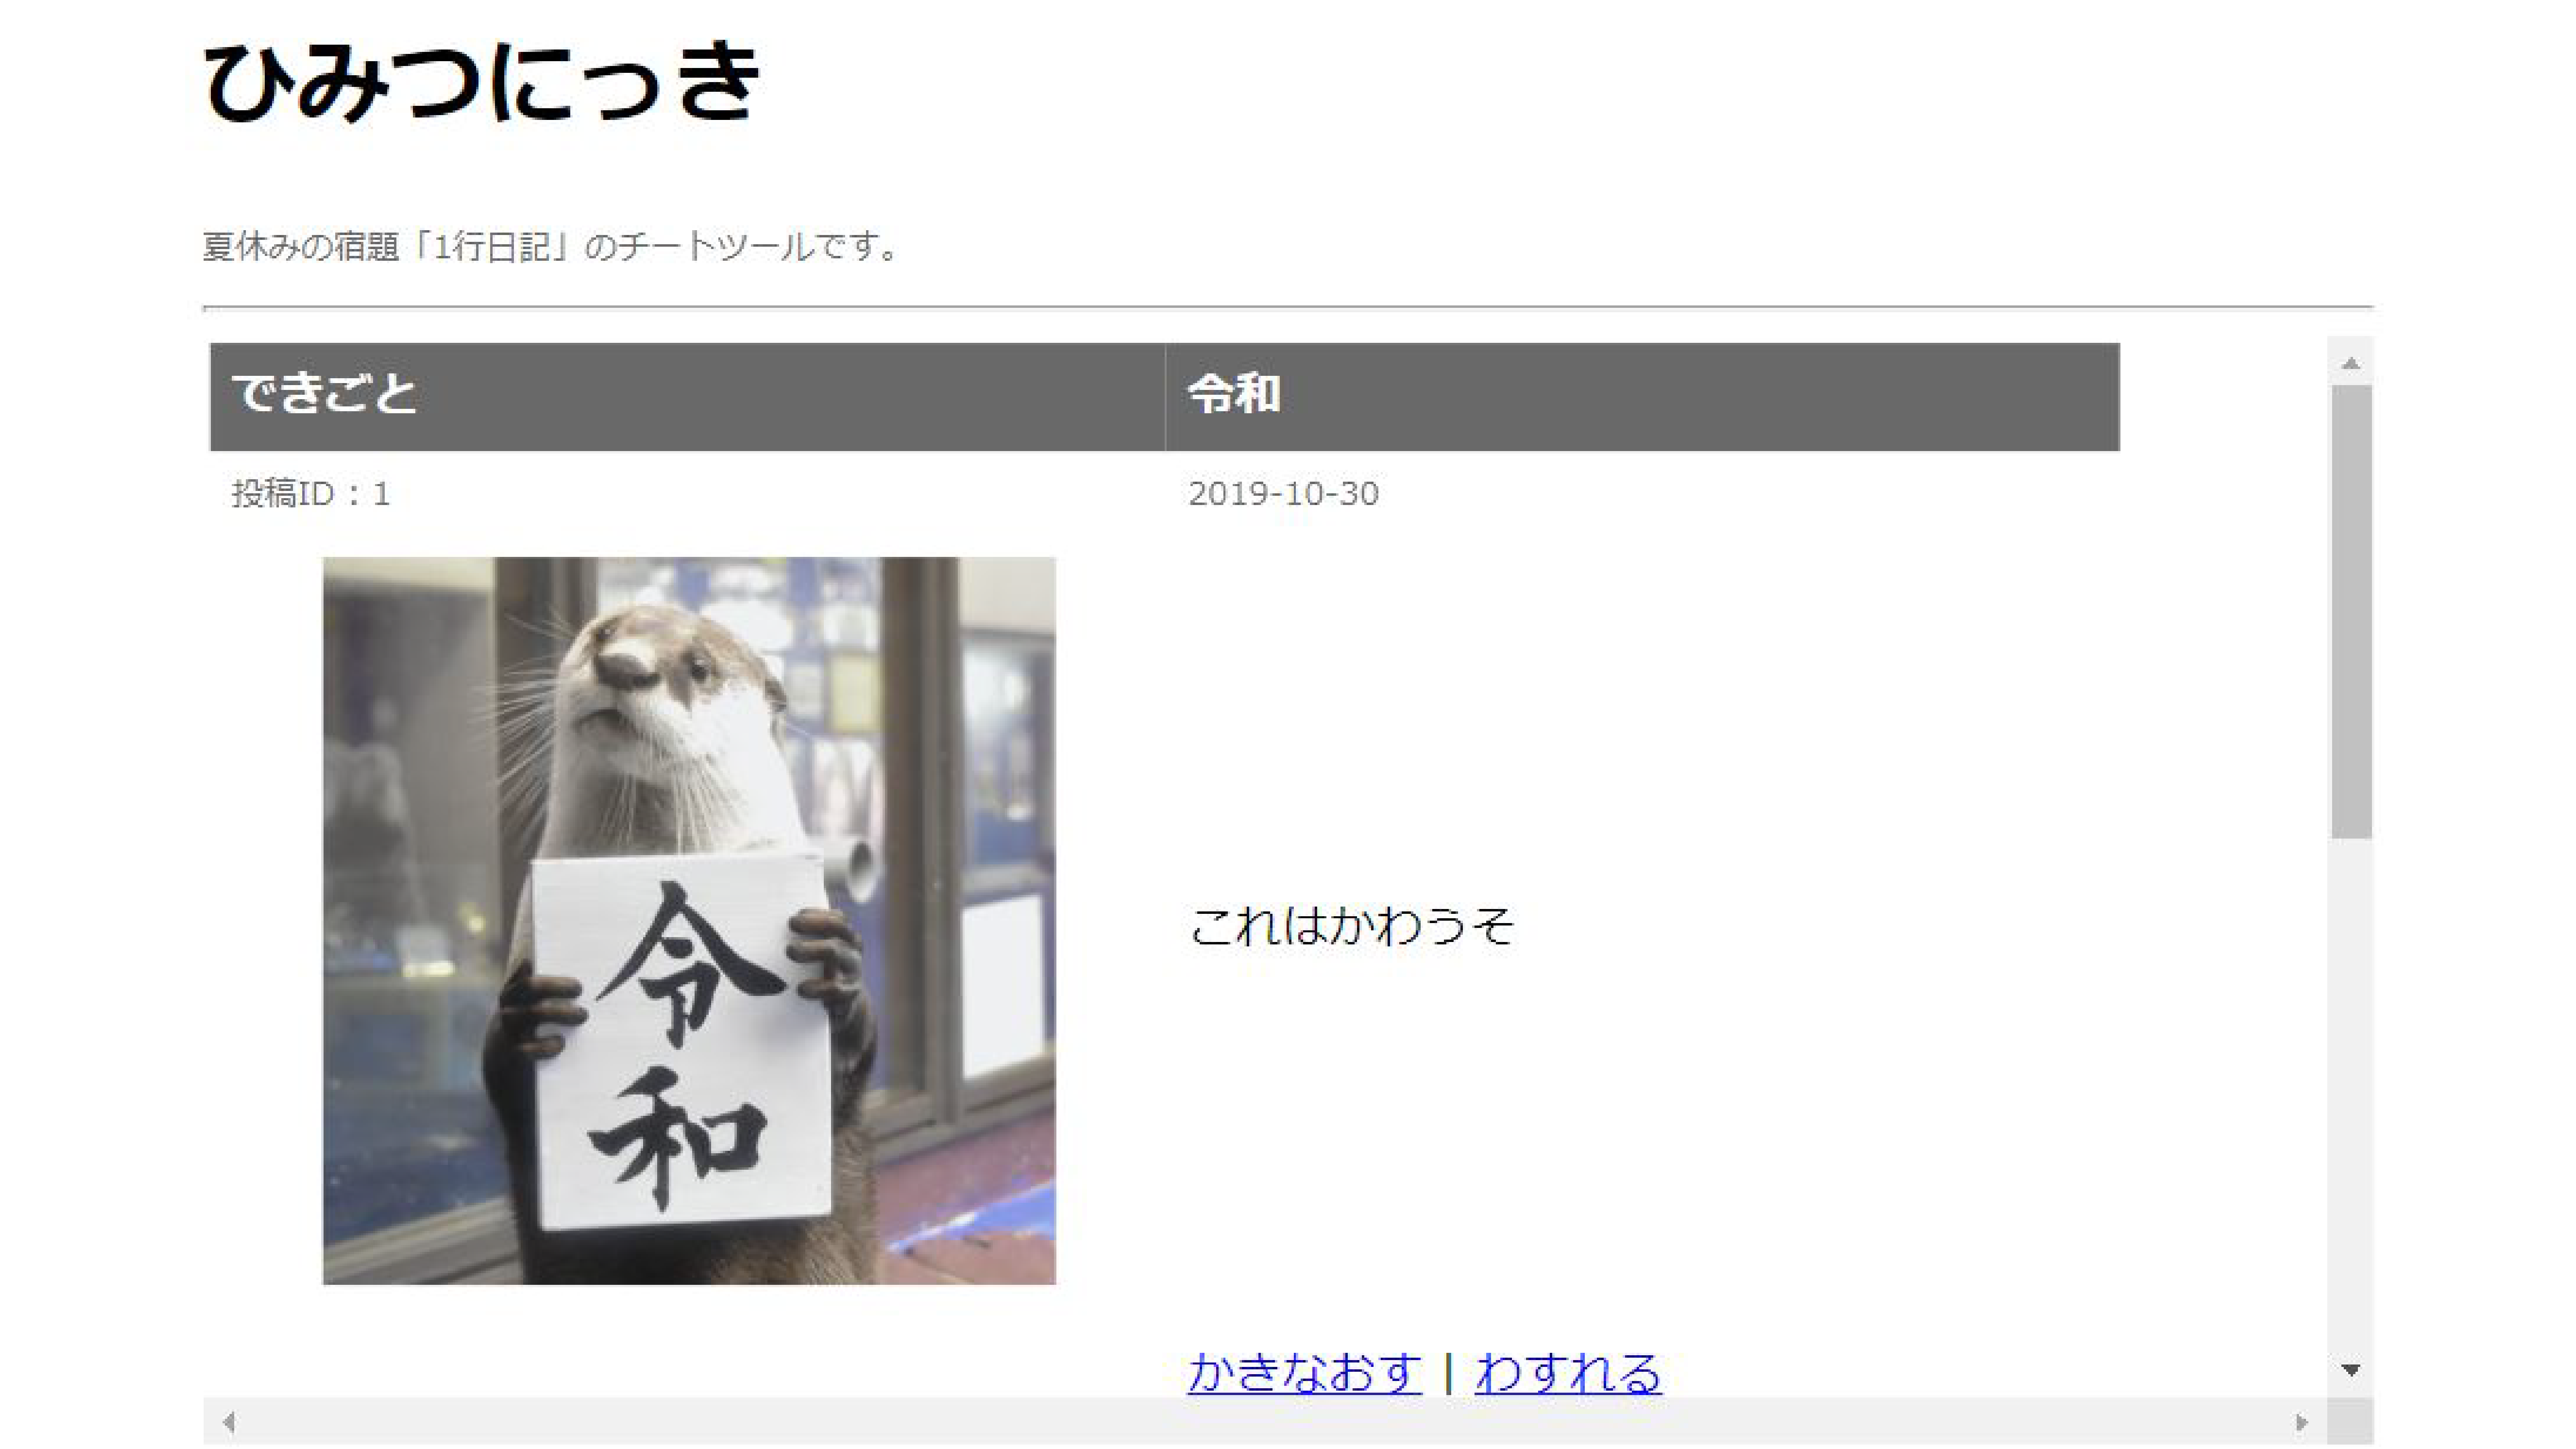 ひみつにっき
夏休みの宿題「1行日記」のチートツールです。
できごと 令和
投稿ID：1 2019-10-30
令
和
これはかわうそ
かきなおす | わすれる